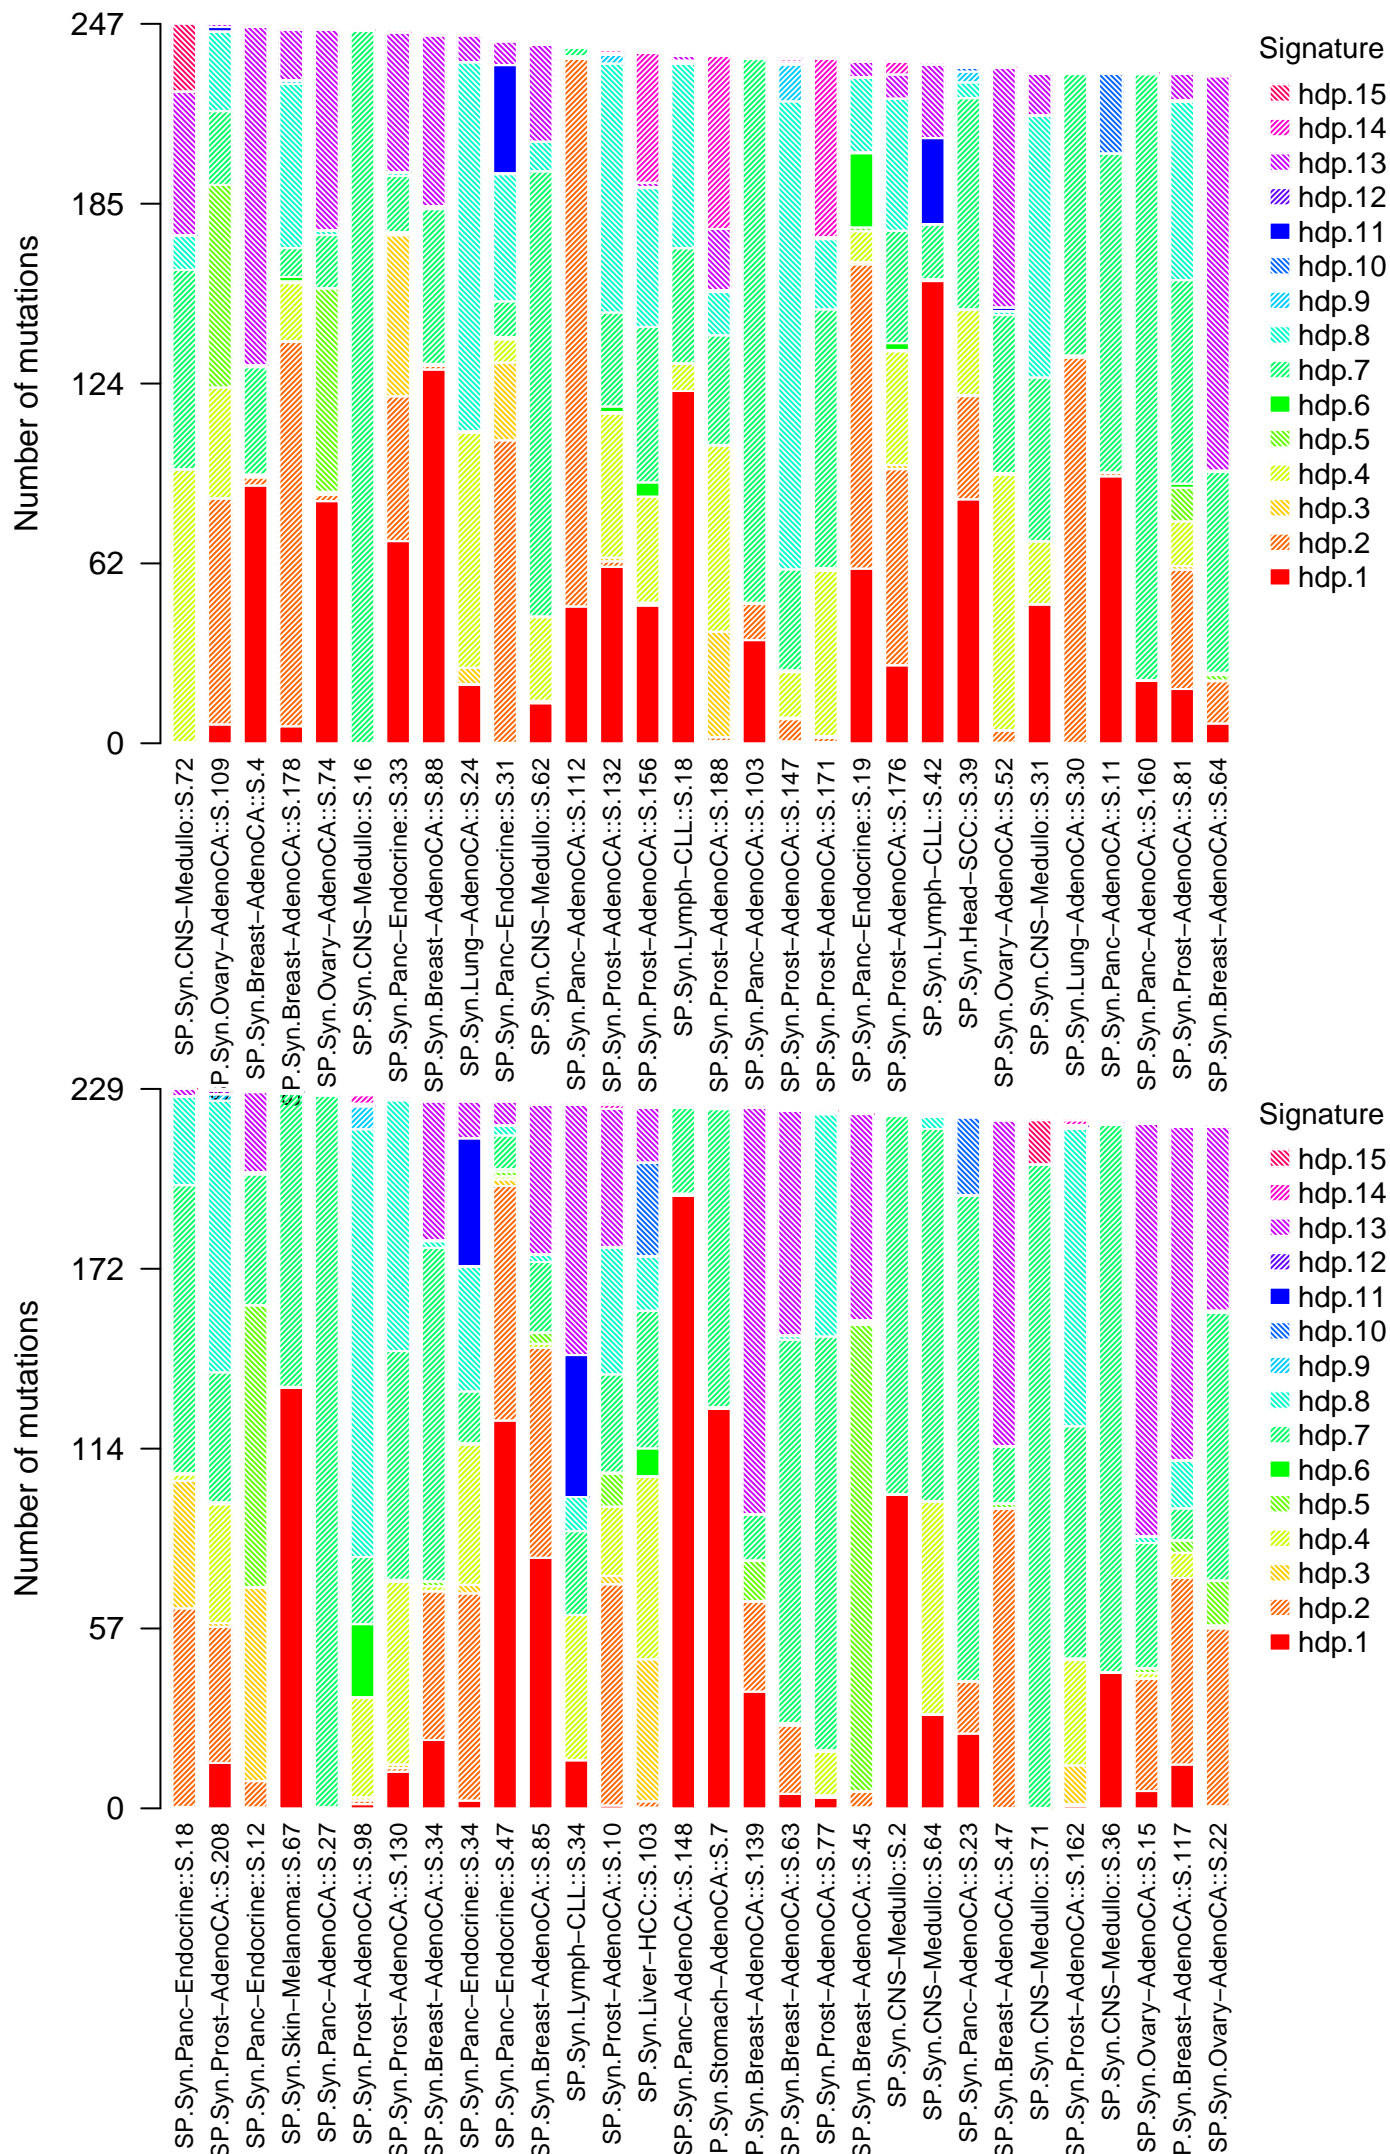 Number of mutations
247
185
124
62
0
Signature
hdp.15
hdp.14
hdp.13
hdp.12
hdp.11
hdp.10
hdp.9
hdp.8
hdp.7
hdp.6
hdp.5
hdp.4
hdp.3
hdp.2
hdp.1
SP.Syn.CNS−Medullo::S.72
SP.Syn.Ovary−AdenoCA::S.109
SP.Syn.Breast−AdenoCA::S.4
P.Syn.Breast−AdenoCA::S.178
SP.Syn.Ovary−AdenoCA::S.74
SP.Syn.CNS−Medullo::S.16
SP.Syn.Panc−Endocrine::S.33
SP.Syn.Breast−AdenoCA::S.88
SP.Syn.Lung−AdenoCA::S.24
SP.Syn.Panc−Endocrine::S.31
SP.Syn.CNS−Medullo::S.62
SP.Syn.Panc−AdenoCA::S.112
SP.Syn.Prost−AdenoCA::S.132
SP.Syn.Prost−AdenoCA::S.156
SP.Syn.Lymph−CLL::S.18
SP.Syn.Prost−AdenoCA::S.188
SP.Syn.Panc−AdenoCA::S.103
SP.Syn.Prost−AdenoCA::S.147
SP.Syn.Prost−AdenoCA::S.171
SP.Syn.Panc−Endocrine::S.19
SP.Syn.Prost−AdenoCA::S.176
SP.Syn.Lymph−CLL::S.42
SP.Syn.Head−SCC::S.39
SP.Syn.Ovary−AdenoCA::S.52
SP.Syn.CNS−Medullo::S.31
SP.Syn.Lung−AdenoCA::S.30
SP.Syn.Panc−AdenoCA::S.11
SP.Syn.Panc−AdenoCA::S.160
SP.Syn.Prost−AdenoCA::S.81
SP.Syn.Breast−AdenoCA::S.64
Number of mutations
229
172
114
57
0
Signature
hdp.15
hdp.14
hdp.13
hdp.12
hdp.11
hdp.10
hdp.9
hdp.8
hdp.7
hdp.6
hdp.5
hdp.4
hdp.3
hdp.2
hdp.1
SP.Syn.Panc−Endocrine::S.18
SP.Syn.Prost−AdenoCA::S.208
SP.Syn.Panc−Endocrine::S.12
SP.Syn.Skin−Melanoma::S.67
SP.Syn.Panc−AdenoCA::S.27
SP.Syn.Prost−AdenoCA::S.98
SP.Syn.Prost−AdenoCA::S.130
SP.Syn.Breast−AdenoCA::S.34
SP.Syn.Panc−Endocrine::S.34
SP.Syn.Panc−Endocrine::S.47
SP.Syn.Breast−AdenoCA::S.85
SP.Syn.Lymph−CLL::S.34
SP.Syn.Prost−AdenoCA::S.10
SP.Syn.Liver−HCC::S.103
SP.Syn.Panc−AdenoCA::S.148
P.Syn.Stomach−AdenoCA::S.7
SP.Syn.Breast−AdenoCA::S.139
SP.Syn.Breast−AdenoCA::S.63
SP.Syn.Prost−AdenoCA::S.77
SP.Syn.Breast−AdenoCA::S.45
SP.Syn.CNS−Medullo::S.2
SP.Syn.CNS−Medullo::S.64
SP.Syn.Panc−AdenoCA::S.23
SP.Syn.Breast−AdenoCA::S.47
SP.Syn.CNS−Medullo::S.71
SP.Syn.Prost−AdenoCA::S.162
SP.Syn.CNS−Medullo::S.36
SP.Syn.Ovary−AdenoCA::S.15
P.Syn.Breast−AdenoCA::S.117
SP.Syn.Ovary−AdenoCA::S.22